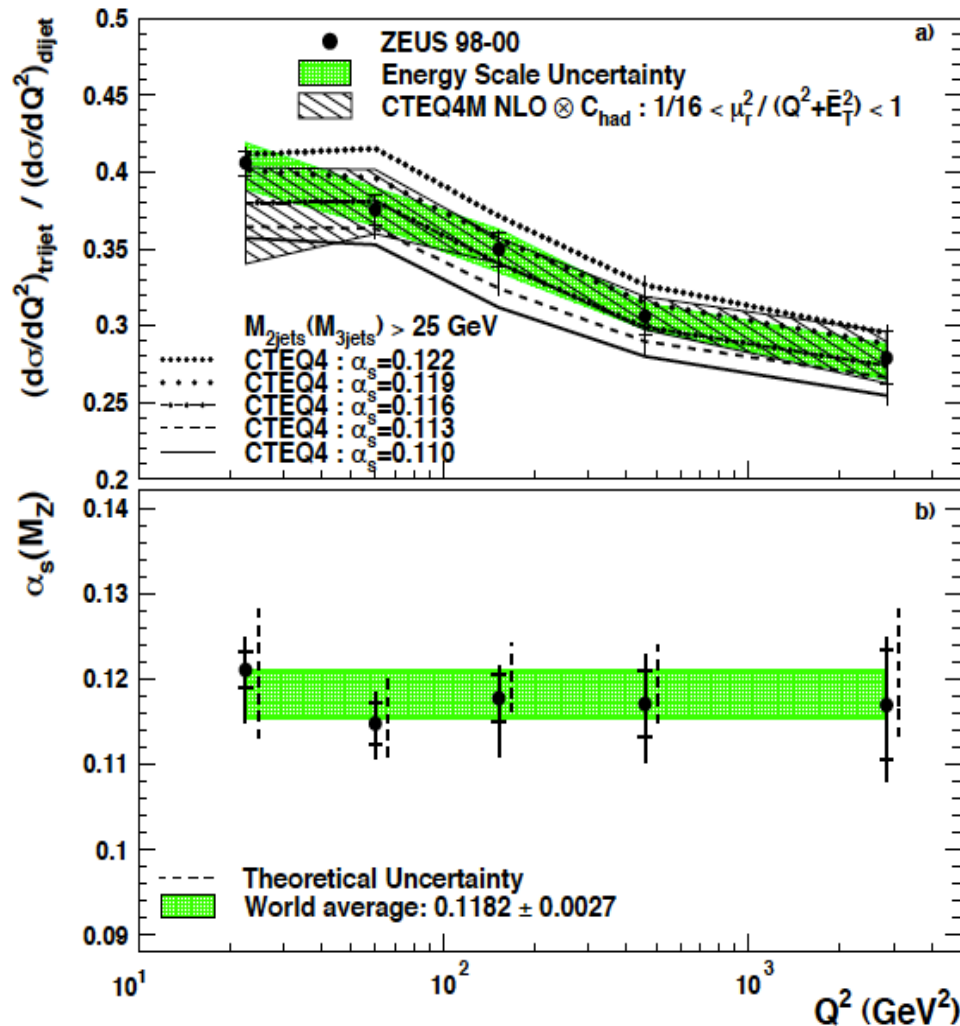 0.5
0.45
0.4
0.35
0.3
0.25
0.2
(dσ/dQ²)trijet / (dσ/dQ²)dijet
a)
ZEUS 98-00
Energy Scale Uncertainty
CTEQ4M NLO ⊗ C_had : 1/16 < μ_r² / (Q²+Ē_T²) < 1
M_2jets(M_3jets) > 25 GeV
CTEQ4 : α_s=0.122
CTEQ4 : α_s=0.119
CTEQ4 : α_s=0.116
CTEQ4 : α_s=0.113
CTEQ4 : α_s=0.110
b)
0.14
0.13
0.12
0.11
0.1
0.09
α_s(M_Z)
Theoretical Uncertainty
World average: 0.1182 ± 0.0027
10¹
10²
10³
Q² (GeV²)